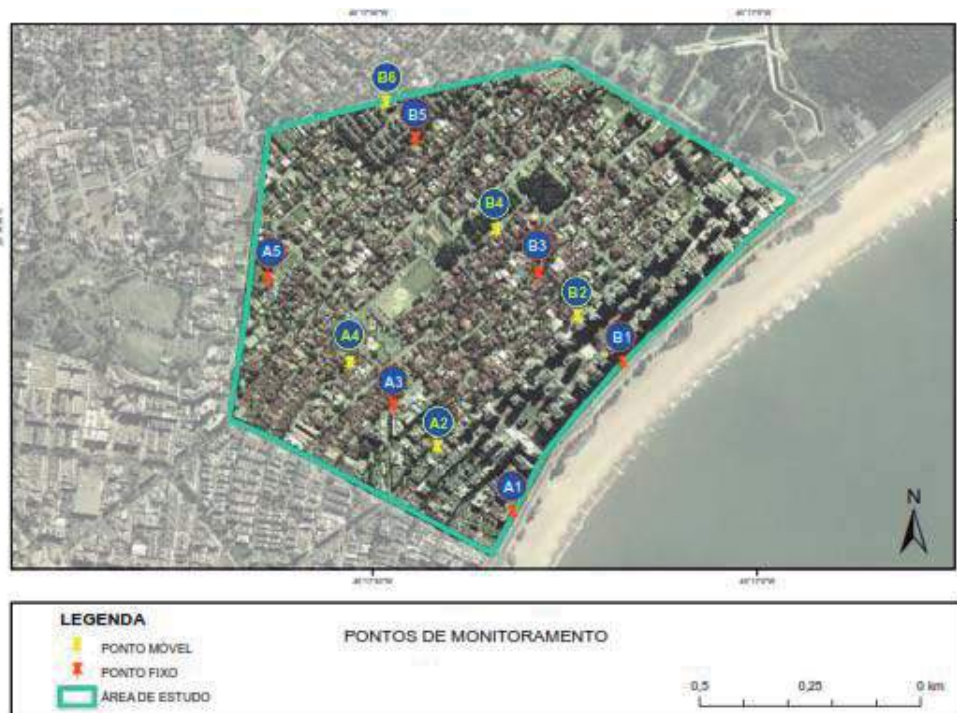 B6
B5
B4
A5
B3
B2
A4
B1
A3
A2
A1
N
LEGENDA
PONTO MÓVEL
PONTO FIXO
ÁREA DE ESTUDO
PONTOS DE MONITORAMENTO
0,5 0,25 0 km